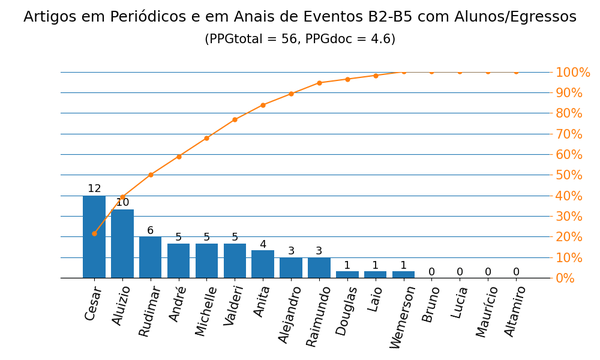 Artigos em Periódicos e em Anais de Eventos B2-B5 com Alunos/Egressos
(PPGtotal = 56, PPGdoc = 4.6)
100%
90%
80%
70%
60%
50%
40%
30%
20%
10%
0%
12
10
6
5
5
5
4
3
3
1
1
1
0
0
0
0
Cesar
Aluizio
Rudimar
André
Michelle
Valderi
Anita
Alejandro
Raimundo
Douglas
Laio
Wemerson
Bruno
Lucia
Maurício
Altamiro